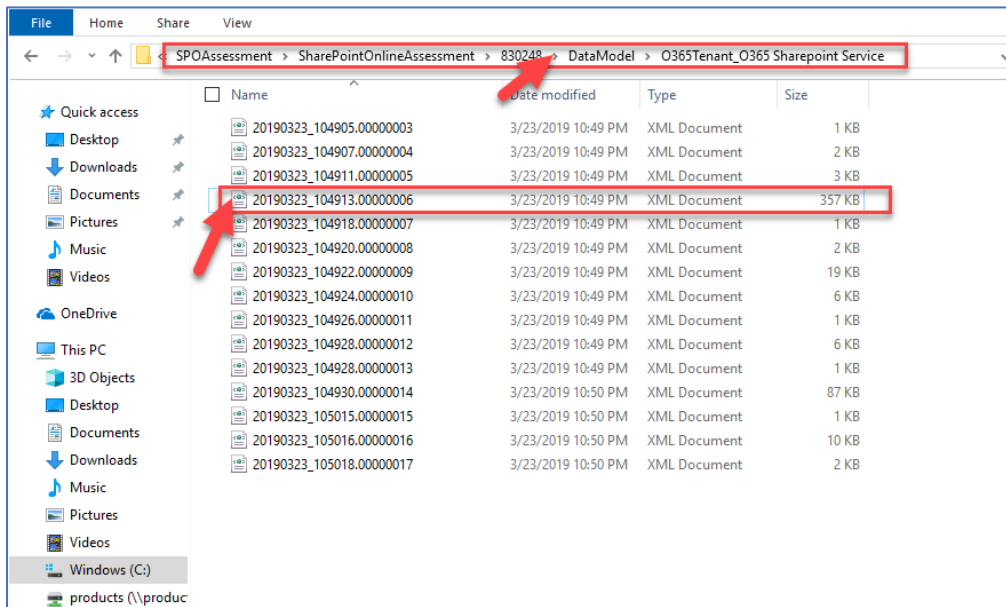 File Home Share View
« SPOAssessment › SharePointOnlineAssessment › 830248 › DataModel › O365Tenant_O365 Sharepoint Service
Name Date modified Type Size
Quick access
Desktop
Downloads
Documents
Pictures
Music
Videos
OneDrive
This PC
3D Objects
Desktop
Documents
Downloads
Music
Pictures
Videos
Windows (C:)
products (\\produc
20190323_104905.00000003 3/23/2019 10:49 PM XML Document 1 KB
20190323_104907.00000004 3/23/2019 10:49 PM XML Document 2 KB
20190323_104911.00000005 3/23/2019 10:49 PM XML Document 3 KB
20190323_104913.00000006 3/23/2019 10:49 PM XML Document 357 KB
20190323_104918.00000007 3/23/2019 10:49 PM XML Document 1 KB
20190323_104920.00000008 3/23/2019 10:49 PM XML Document 2 KB
20190323_104922.00000009 3/23/2019 10:49 PM XML Document 19 KB
20190323_104924.00000010 3/23/2019 10:49 PM XML Document 6 KB
20190323_104926.00000011 3/23/2019 10:49 PM XML Document 1 KB
20190323_104928.00000012 3/23/2019 10:49 PM XML Document 6 KB
20190323_104928.00000013 3/23/2019 10:49 PM XML Document 1 KB
20190323_104930.00000014 3/23/2019 10:50 PM XML Document 87 KB
20190323_105015.00000015 3/23/2019 10:50 PM XML Document 1 KB
20190323_105016.00000016 3/23/2019 10:50 PM XML Document 10 KB
20190323_105018.00000017 3/23/2019 10:50 PM XML Document 2 KB